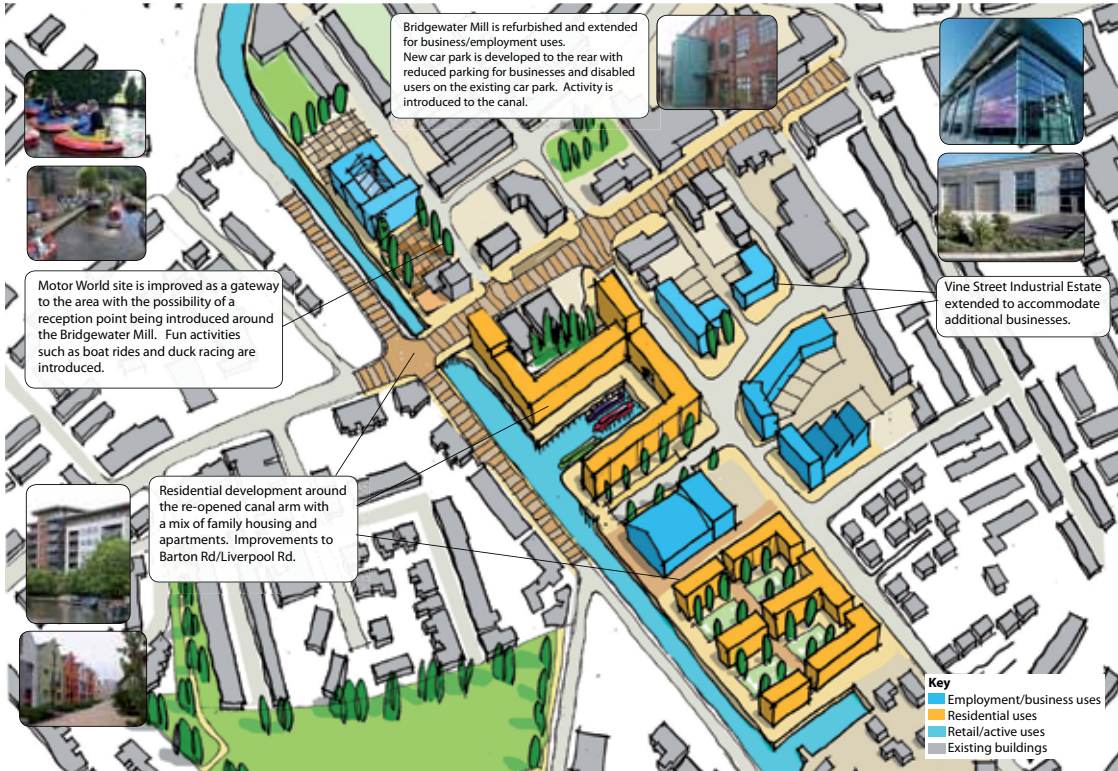 Bridgewater Mill is refurbished and extended
for business/employment uses.
New car park is developed to the rear with
reduced parking for businesses and disabled
users on the existing car park.  Activity is
introduced to the canal.
Motor World site is improved as a gateway
to the area with the possibility of a
reception point being introduced around
the Bridgewater Mill.  Fun activities
such as boat rides and duck racing are
introduced.
Vine Street Industrial Estate
extended to accommodate
additional businesses.
Residential development around
the re-opened canal arm with
a mix of family housing and
apartments.  Improvements to
Barton Rd/Liverpool Rd.
Key
Employment/business uses
Residential uses
Retail/active uses
Existing buildings